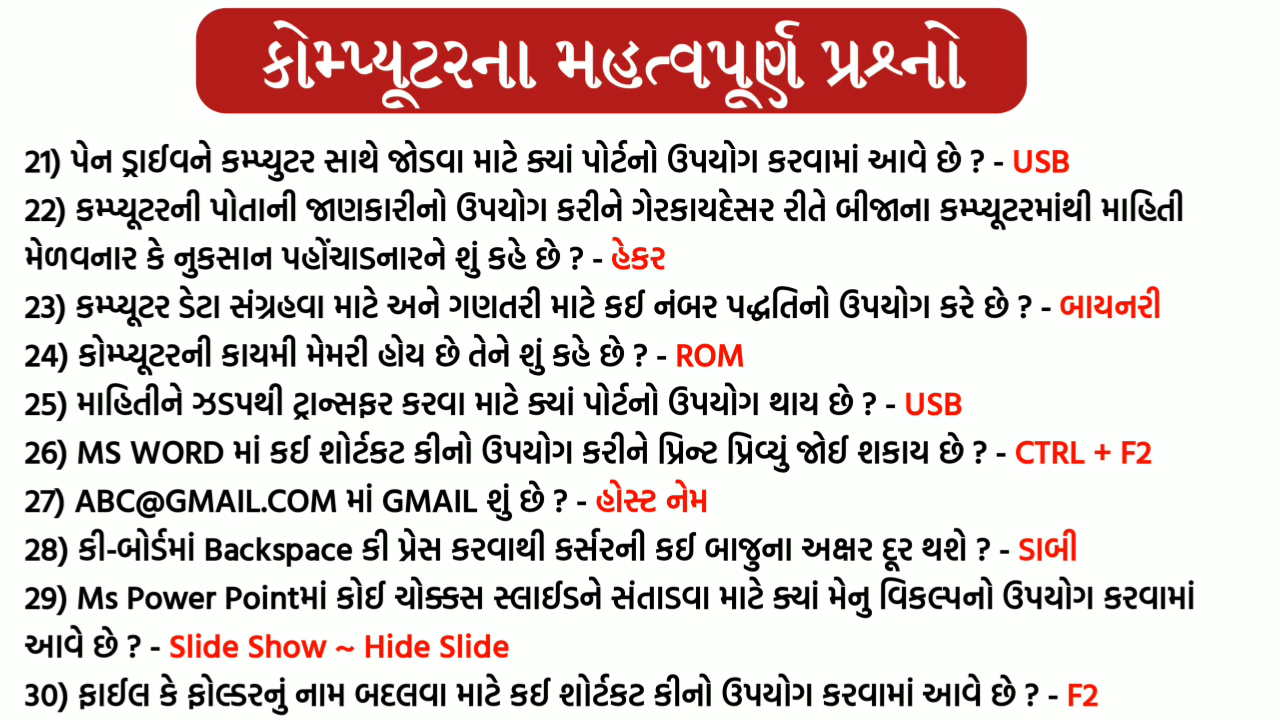 કોમ્પ્યૂટરના મહત્વપૂર્ણ પ્રશ્નો
21) પેન ડ્રાઈવને કમ્પ્યુટર સાથે જોડવા માટે ક્યાં પોર્ટનો ઉપયોગ કરવામાં આવે છે ? - USB
22) કમ્પ્યૂટરની પોતાની જાણકારીનો ઉપયોગ કરીને ગેરકાયદેસર રીતે બીજાના કમ્પ્યૂટરમાંથી માહિતી
મેળવનાર કે નુકસાન પહોંચાડનારને શું કહે છે ? - હેકર
23) કમ્પ્યૂટર ડેટા સંગ્રહવા માટે અને ગણતરી માટે કઈ નંબર પદ્ધતિનો ઉપયોગ કરે છે ? - બાયનરી
24) કોમ્પ્યૂટરની કાયમી મેમરી હોય છે તેને શું કહે છે ? - ROM
25) માહિતીને ઝડપથી ટ્રાન્સફર કરવા માટે ક્યાં પોર્ટનો ઉપયોગ થાય છે ? - USB
26) MS WORD માં કઈ શોર્ટકટ કીનો ઉપયોગ કરીને પ્રિન્ટ પ્રિવ્યું જોઈ શકાય છે ? - CTRL + F2
27) ABC@GMAIL.COM માં GMAIL શું છે ? - હોસ્ટ નેમ
28) કી-બોર્ડમાં Backspace કી પ્રેસ કરવાથી કર્સરની કઈ બાજુના અક્ષર દૂર થશે ? - ડાબી
29) Ms Power Pointમાં કોઈ ચોક્કસ સ્લાઈડને સંતાડવા માટે ક્યાં મેનુ વિકલ્પનો ઉપયોગ કરવામાં
આવે છે ? - Slide Show ~ Hide Slide
30) ફાઈલ કે ફોલ્ડરનું નામ બદલવા માટે કઈ શોર્ટકટ કીનો ઉપયોગ કરવામાં આવે છે ? - F2